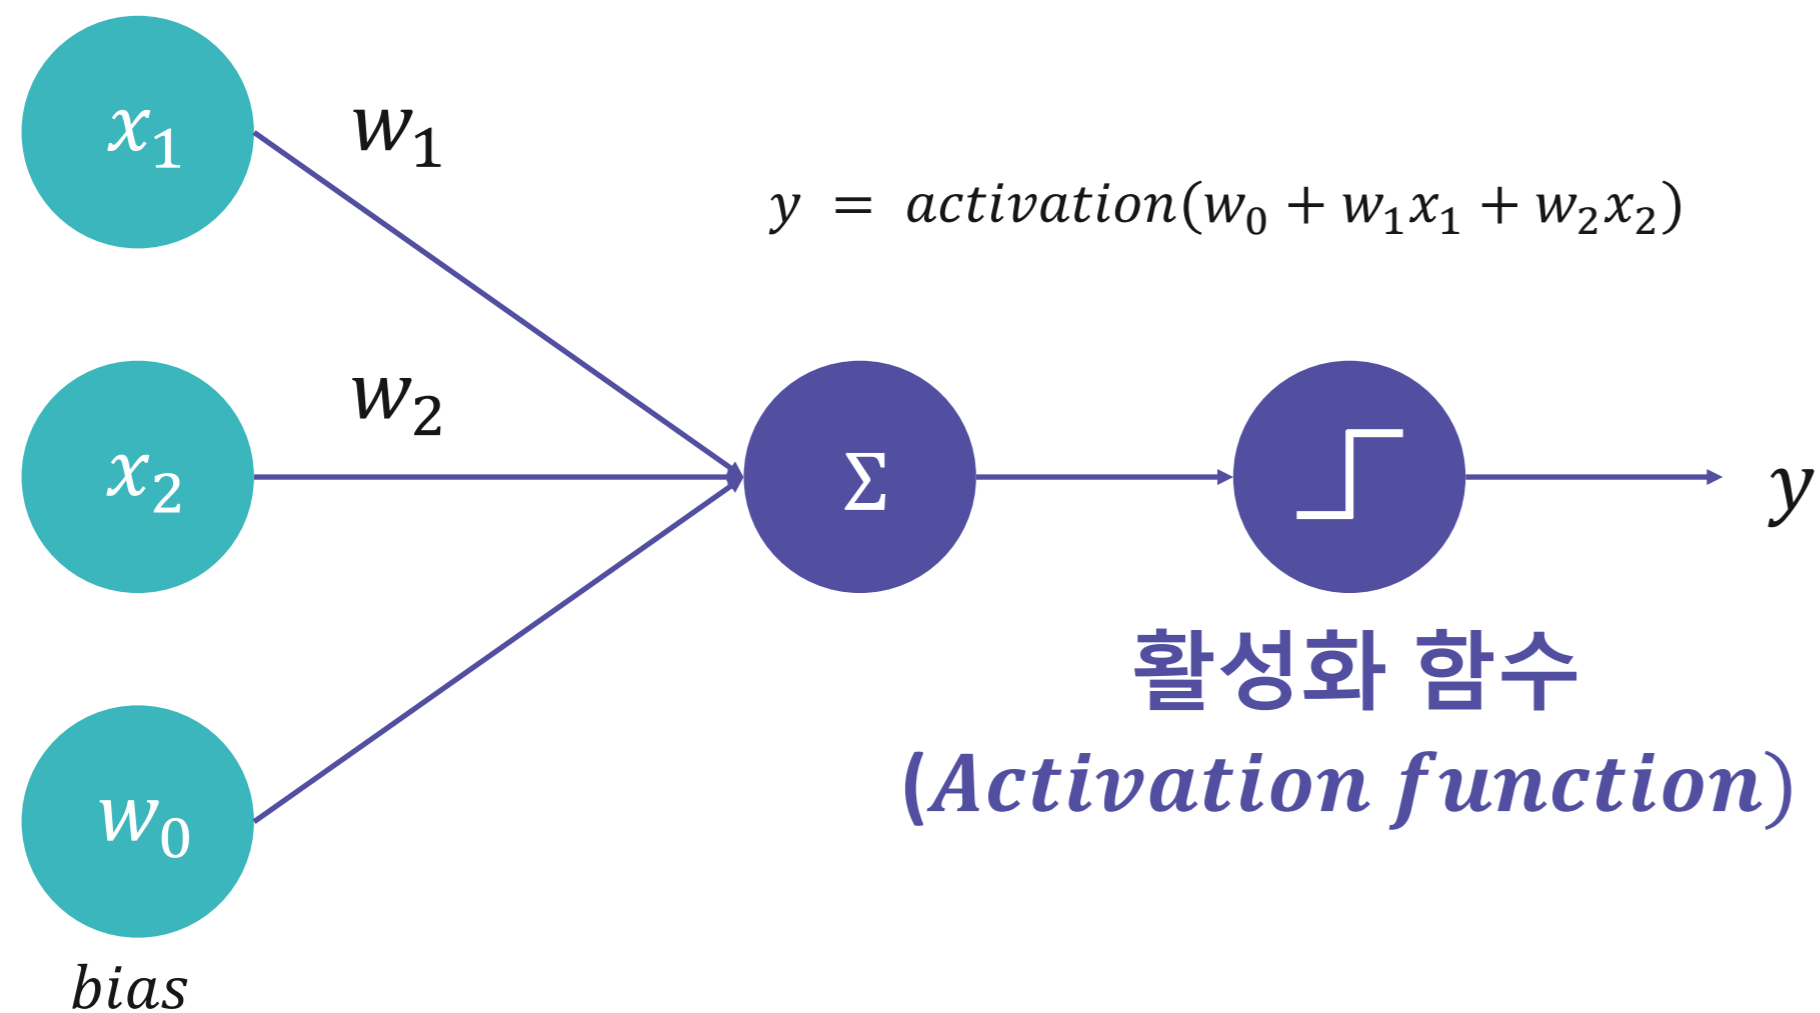 x₁
w₁
y = activation(w₀ + w₁x₁ + w₂x₂)
w₂
x₂
Σ
y
활성화 함수
(Activation function)
w₀
bias